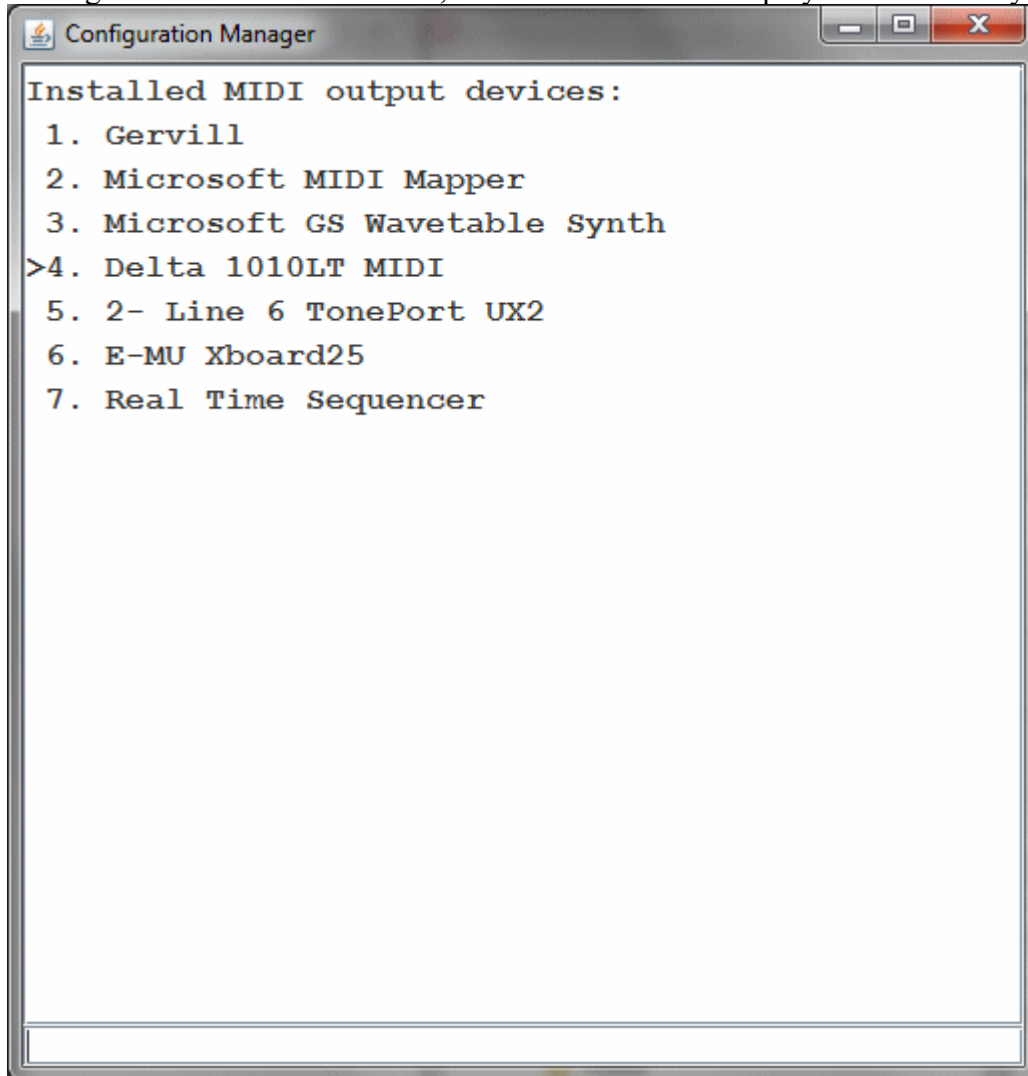 Configuration Manager
Installed MIDI output devices:
1. Gervill
2. Microsoft MIDI Mapper
3. Microsoft GS Wavetable Synth
>4. Delta 1010LT MIDI
5. 2- Line 6 TonePort UX2
6. E-MU Xboard25
7. Real Time Sequencer